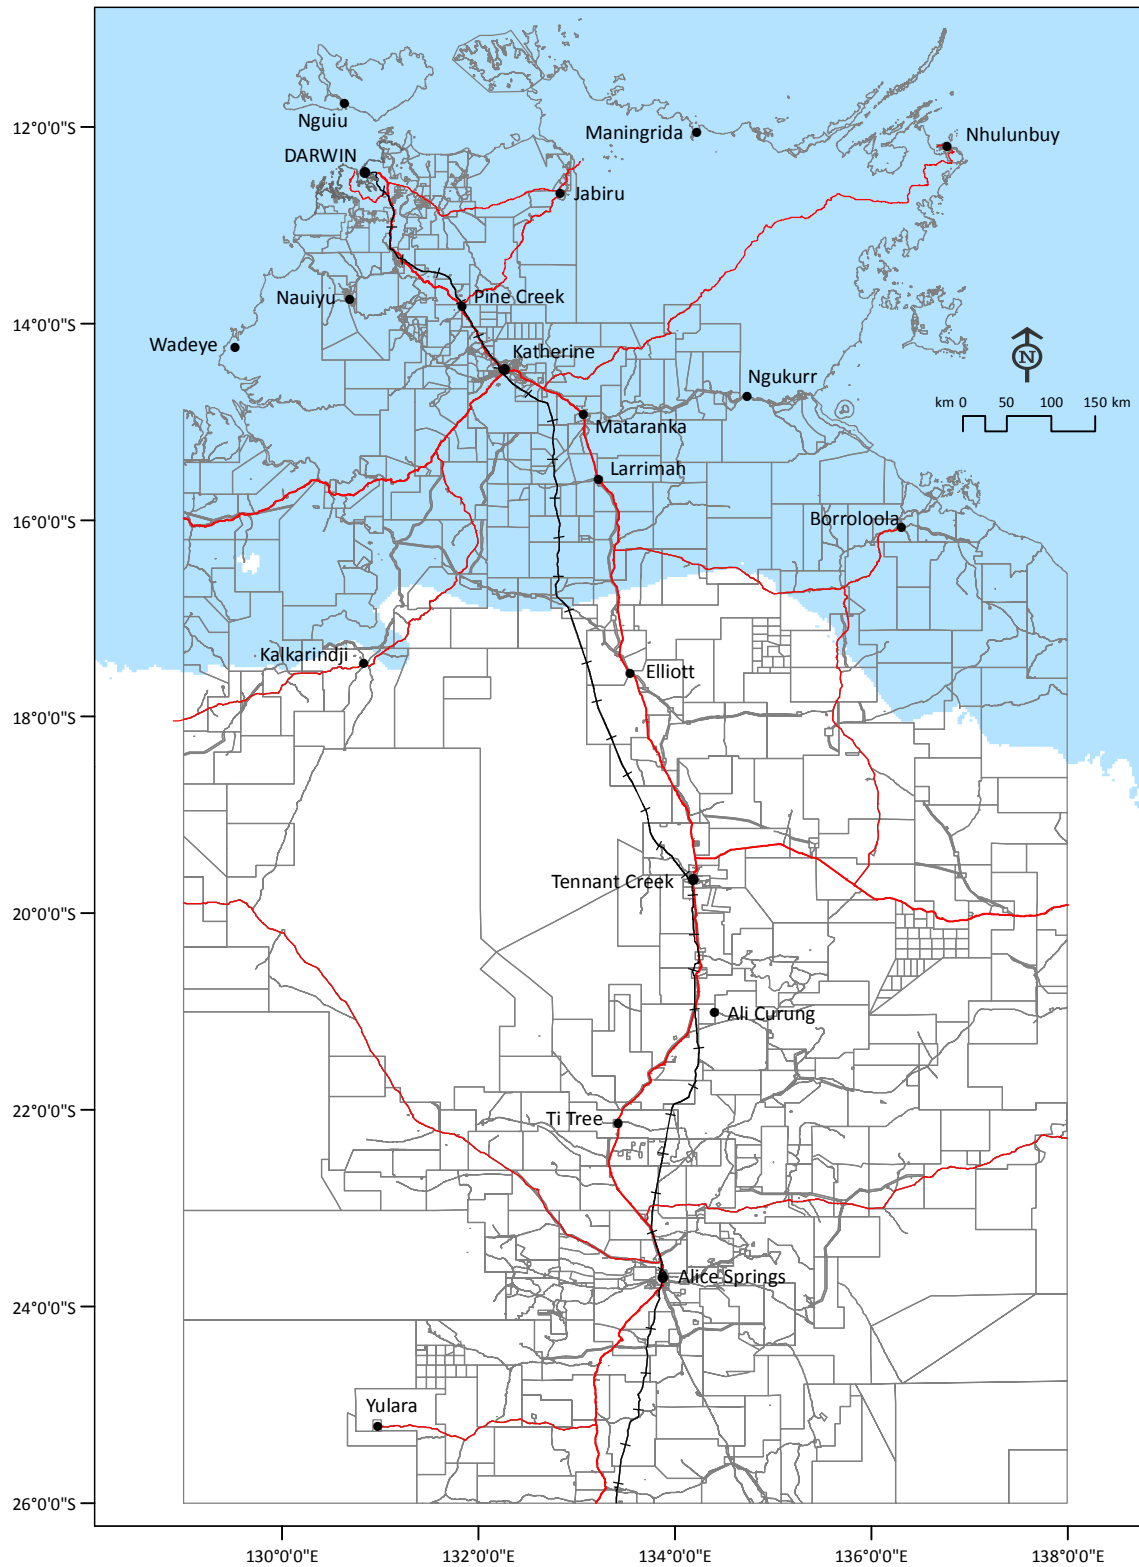 12°0'0"S
Nguiu
Maningrida
Nhulunbuy
DARWIN
Jabiru
Nauiyu
Pine Creek
14°0'0"S
Wadeye
Katherine
N
Ngukurr
km 0 50 100 150 km
Mataranka
Larrimah
16°0'0"S
Borroloola
Kalkarindji
Elliott
18°0'0"S
Tennant Creek
20°0'0"S
Ali Curung
22°0'0"S
Ti Tree
Alice Springs
24°0'0"S
Yulara
26°0'0"S
130°0'0"E 132°0'0"E 134°0'0"E 136°0'0"E 138°0'0"E